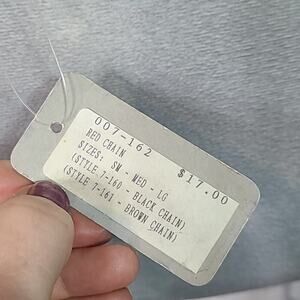 007-162
RED CHAIN $17.00
SIZES: SM - MED - LG
(STYLE 7-160 - BLACK CHAIN)
(STYLE 7-161 - BROWN CHAIN)